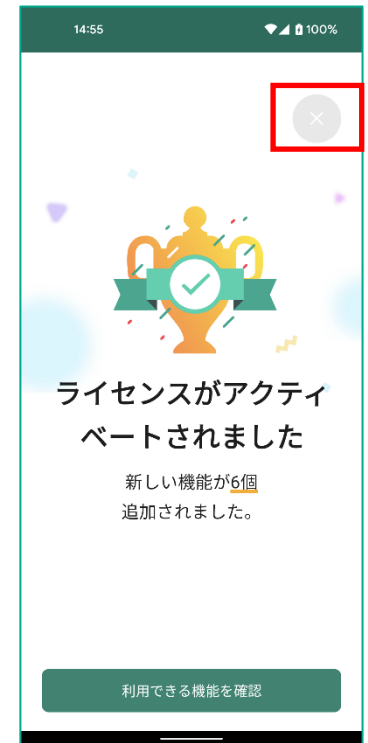 14:55
100%
ライセンスがアクティ
ベートされました
新しい機能が6個
追加されました。
利用できる機能を確認